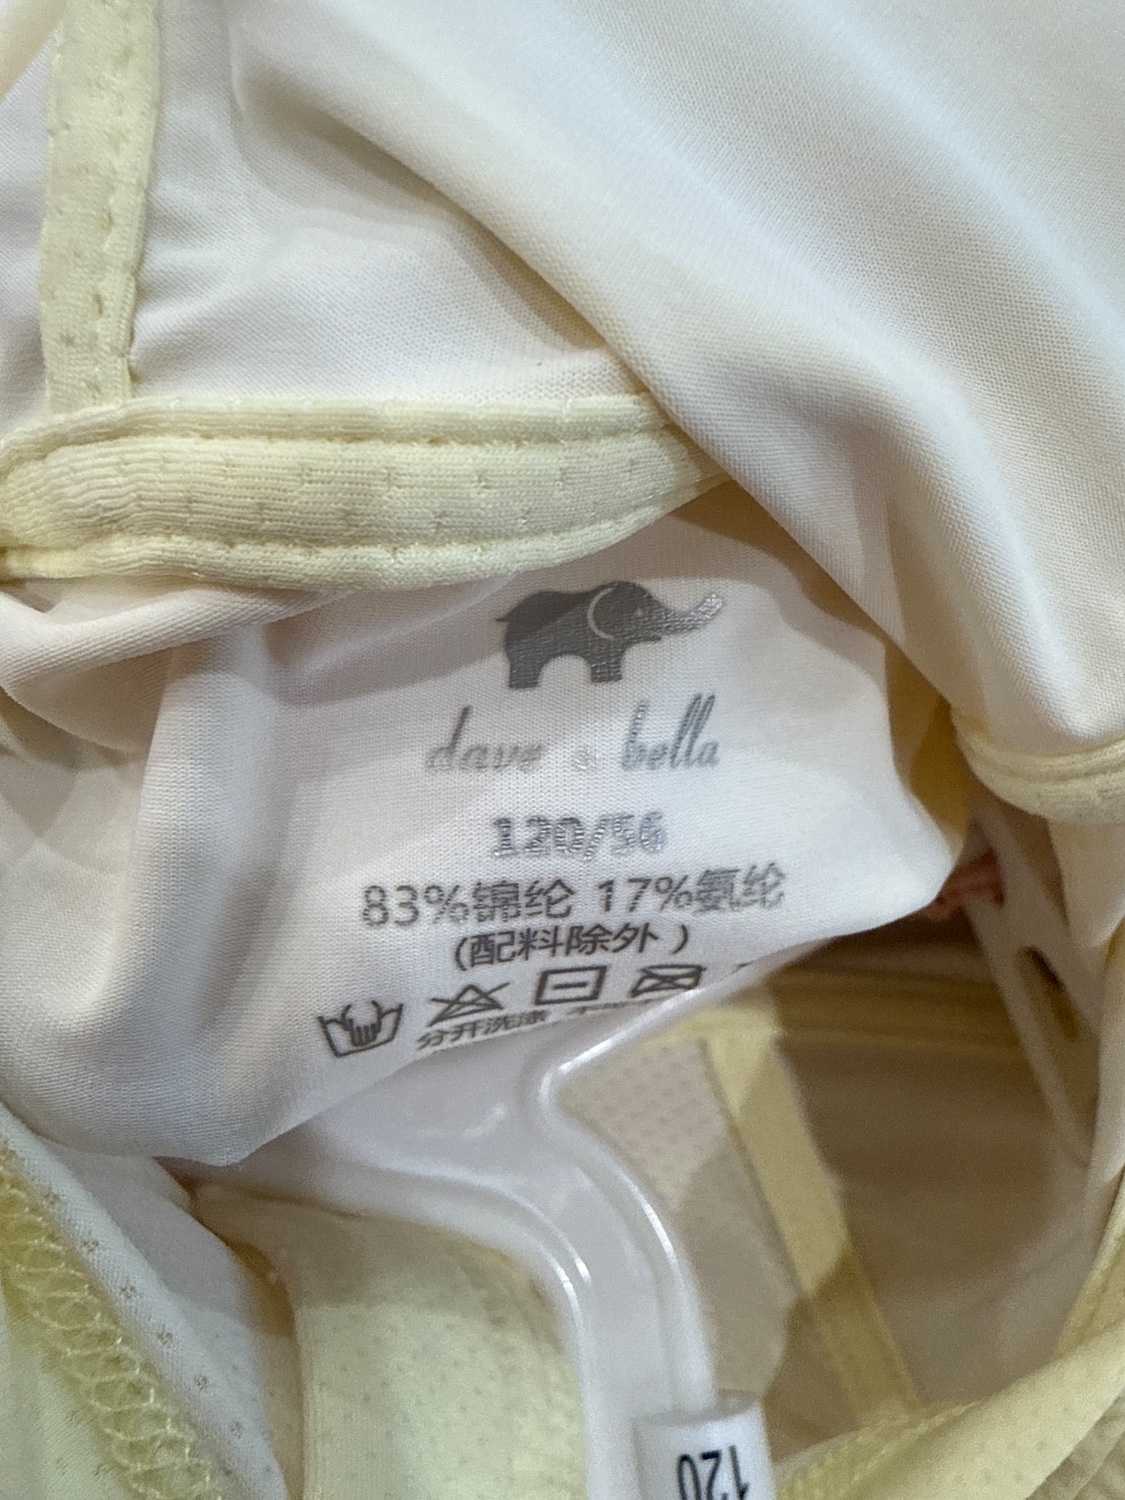 dave & bella
120/56
83%锦纶 17%氨纶
(配料除外)
分开洗涤
120